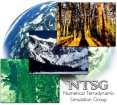 NTSG
Numerical Terradynamic
Simulation Group